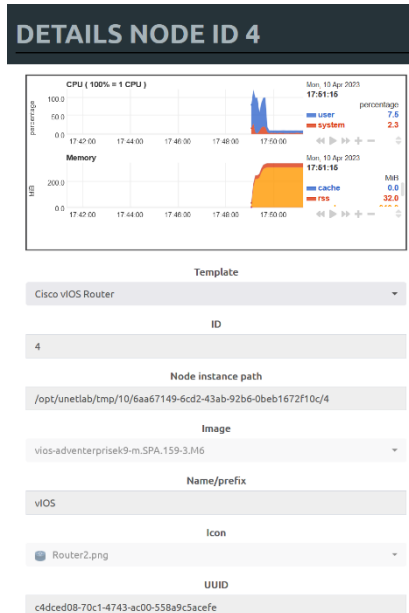 DETAILS NODE ID 4
CPU ( 100% = 1 CPU )
Mon, 10 Apr 2023
17:51:16
percentage
percentage
100.0
50.0
0.0
user 7.5
system 2.3
17:42:00 17:44:00 17:46:00 17:48:00 17:50:00
Memory
Mon, 10 Apr 2023
17:51:16
MiB
MiB
200.0
0.0
cache 0.0
rss 32.0
17:42:00 17:44:00 17:46:00 17:48:00 17:50:00
Template
Cisco vIOS Router
ID
4
Node instance path
/opt/unetlab/tmp/10/6aa67149-6cd2-43ab-92b6-0beb1672f10c/4
Image
vios-adventerprisek9-m.SPA.159-3.M6
Name/prefix
vIOS
Icon
Router2.png
UUID
c4dced08-70c1-4743-ac00-558a9c5acefe